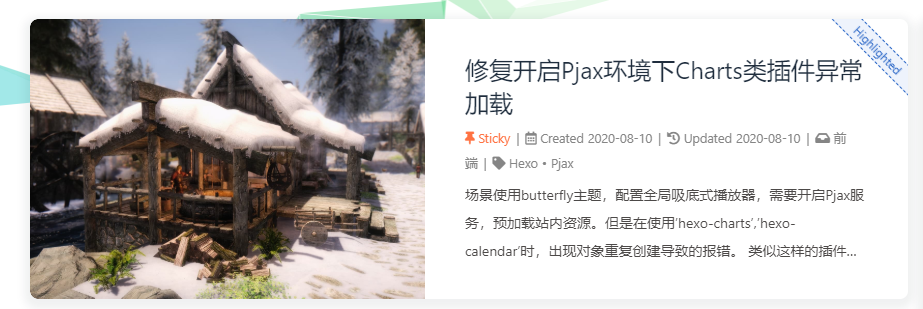 Highlighted
修复开启Pjax环境下Charts类插件异常
加载
Sticky | Created 2020-08-10 | Updated 2020-08-10 | 前
端 | Hexo • Pjax
场景使用butterfly主题，配置全局吸底式播放器，需要开启Pjax服
务，预加载站内资源。但是在使用'hexo-charts','hexo-
calendar'时，出现对象重复创建导致的报错。 类似这样的插件...